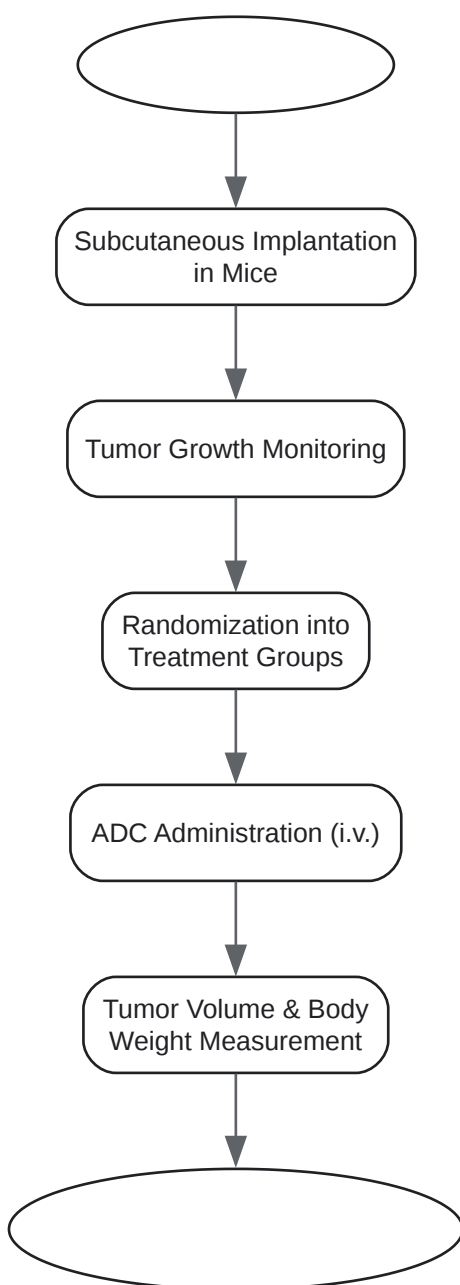 Subcutaneous Implantation
in Mice
Tumor Growth Monitoring
Randomization into
Treatment Groups
ADC Administration (i.v.)
Tumor Volume & Body
Weight Measurement